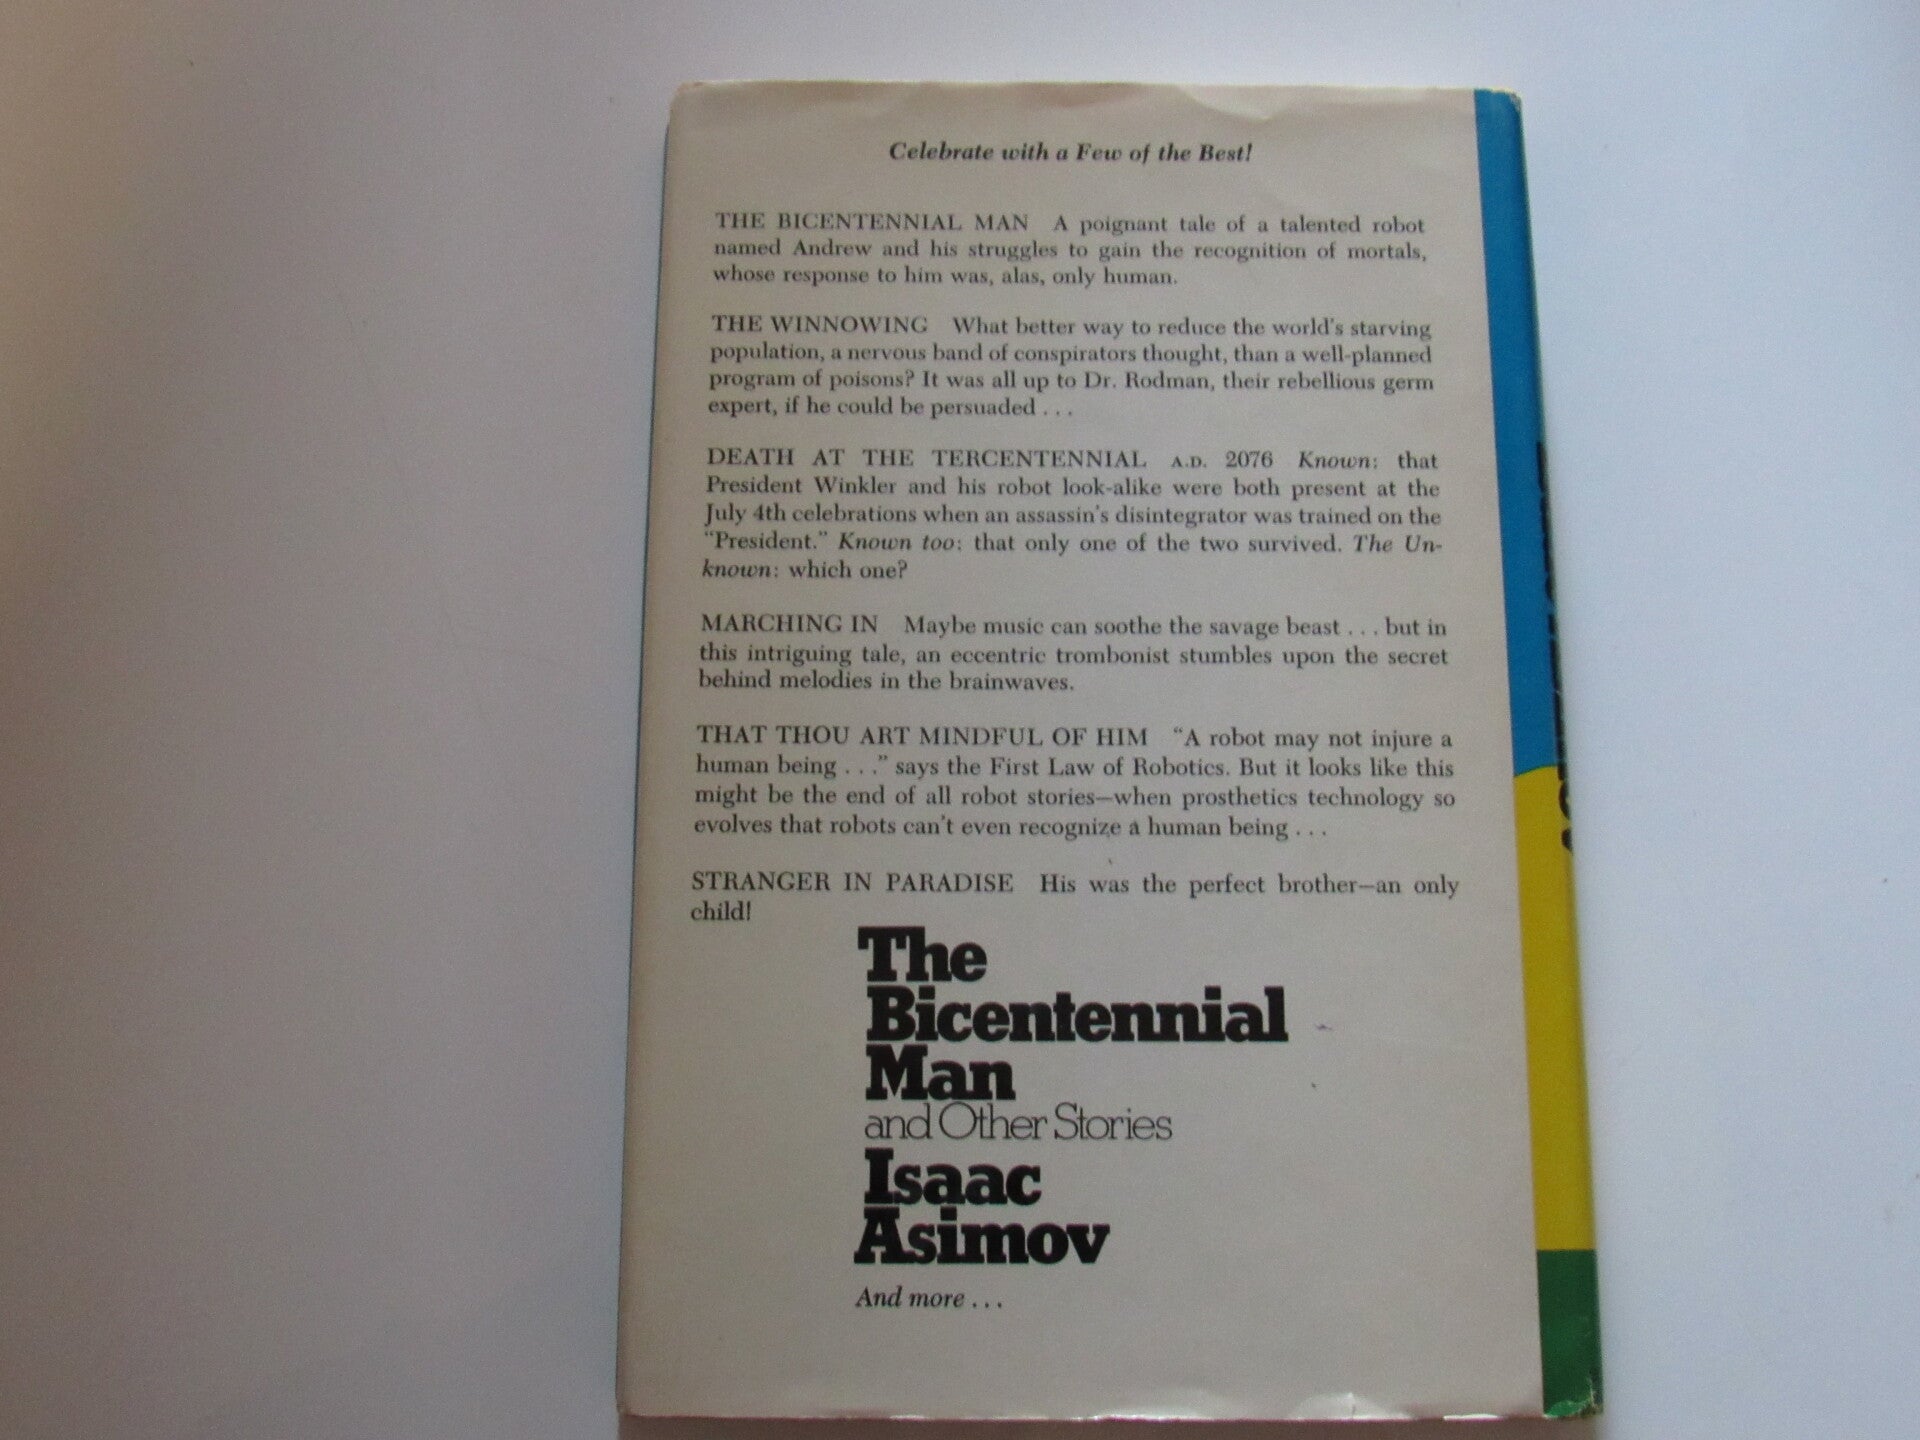 Celebrate with a Few of the Best!
THE BICENTENNIAL MAN A poignant tale of a talented robot
named Andrew and his struggles to gain the recognition of mortals,
whose response to him was, alas, only human.
THE WINNOWING What better way to reduce the world's starving
population, a nervous band of conspirators thought, than a well-planned
program of poisons? It was all up to Dr. Rodman, their rebellious germ
expert, if he could be persuaded . . .
DEATH AT THE TERCENTENNIAL A.D. 2076 Known: that
President Winkler and his robot look-alike were both present at the
July 4th celebrations when an assassin's disintegrator was trained on the
"President." Known too: that only one of the two survived. The Un-
known: which one?
MARCHING IN Maybe music can soothe the savage beast . . . but in
this intriguing tale, an eccentric trombonist stumbles upon the secret
behind melodies in the brainwaves.
THAT THOU ART MINDFUL OF HIM "A robot may not injure a
human being . . ." says the First Law of Robotics. But it looks like this
might be the end of all robot stories—when prosthetics technology so
evolves that robots can't even recognize a human being . . .
STRANGER IN PARADISE His was the perfect brother—an only
child!
The
Bicentennial
Man
and Other Stories
Isaac
Asimov
And more . . .